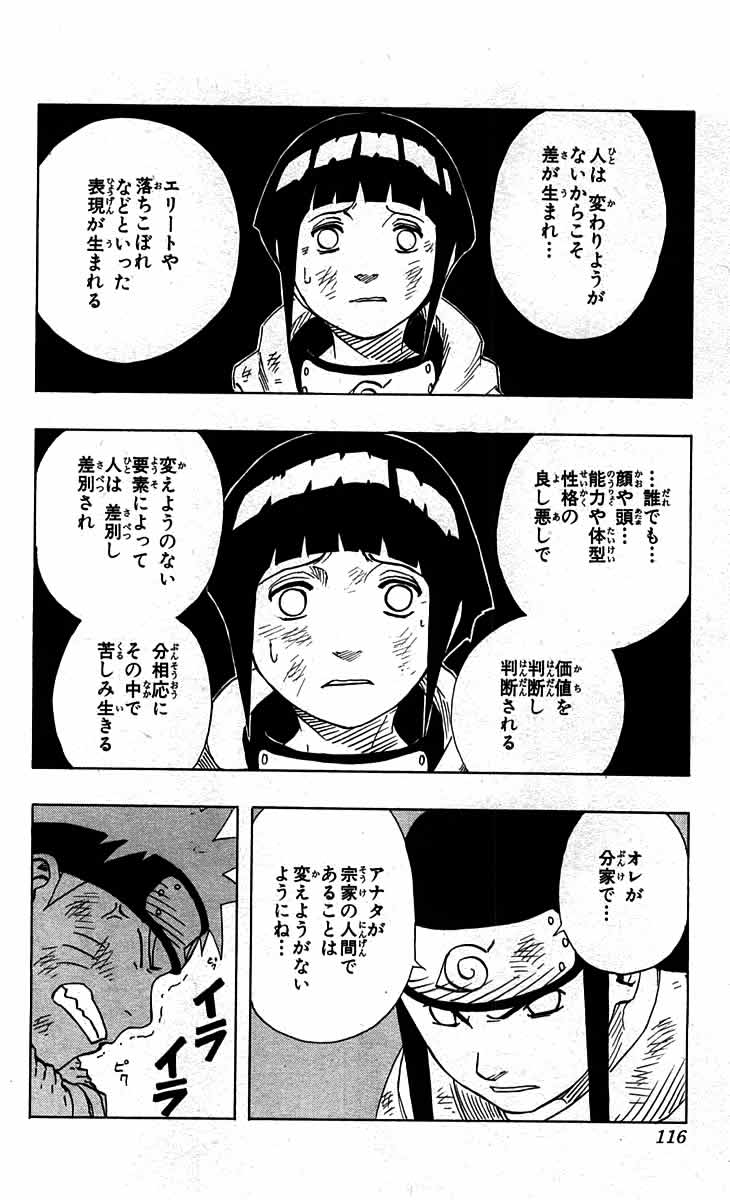 人は 変わりようが
ないからこそ
差が生まれ…
エリートや
落ちこぼれ
などといった
表現が生まれる
…誰でも…
顔や頭…
能力や体型
性格の
良し悪しで
価値を
判断し
判断される
変えようのない
要素によって
人は 差別し
差別され
分相応に
その中で
苦しみ生きる
オレが
分家で…
アナタが
宗家の人間で
あることは
変えようがない
ようにね…
イラ
イラ
ピク
116